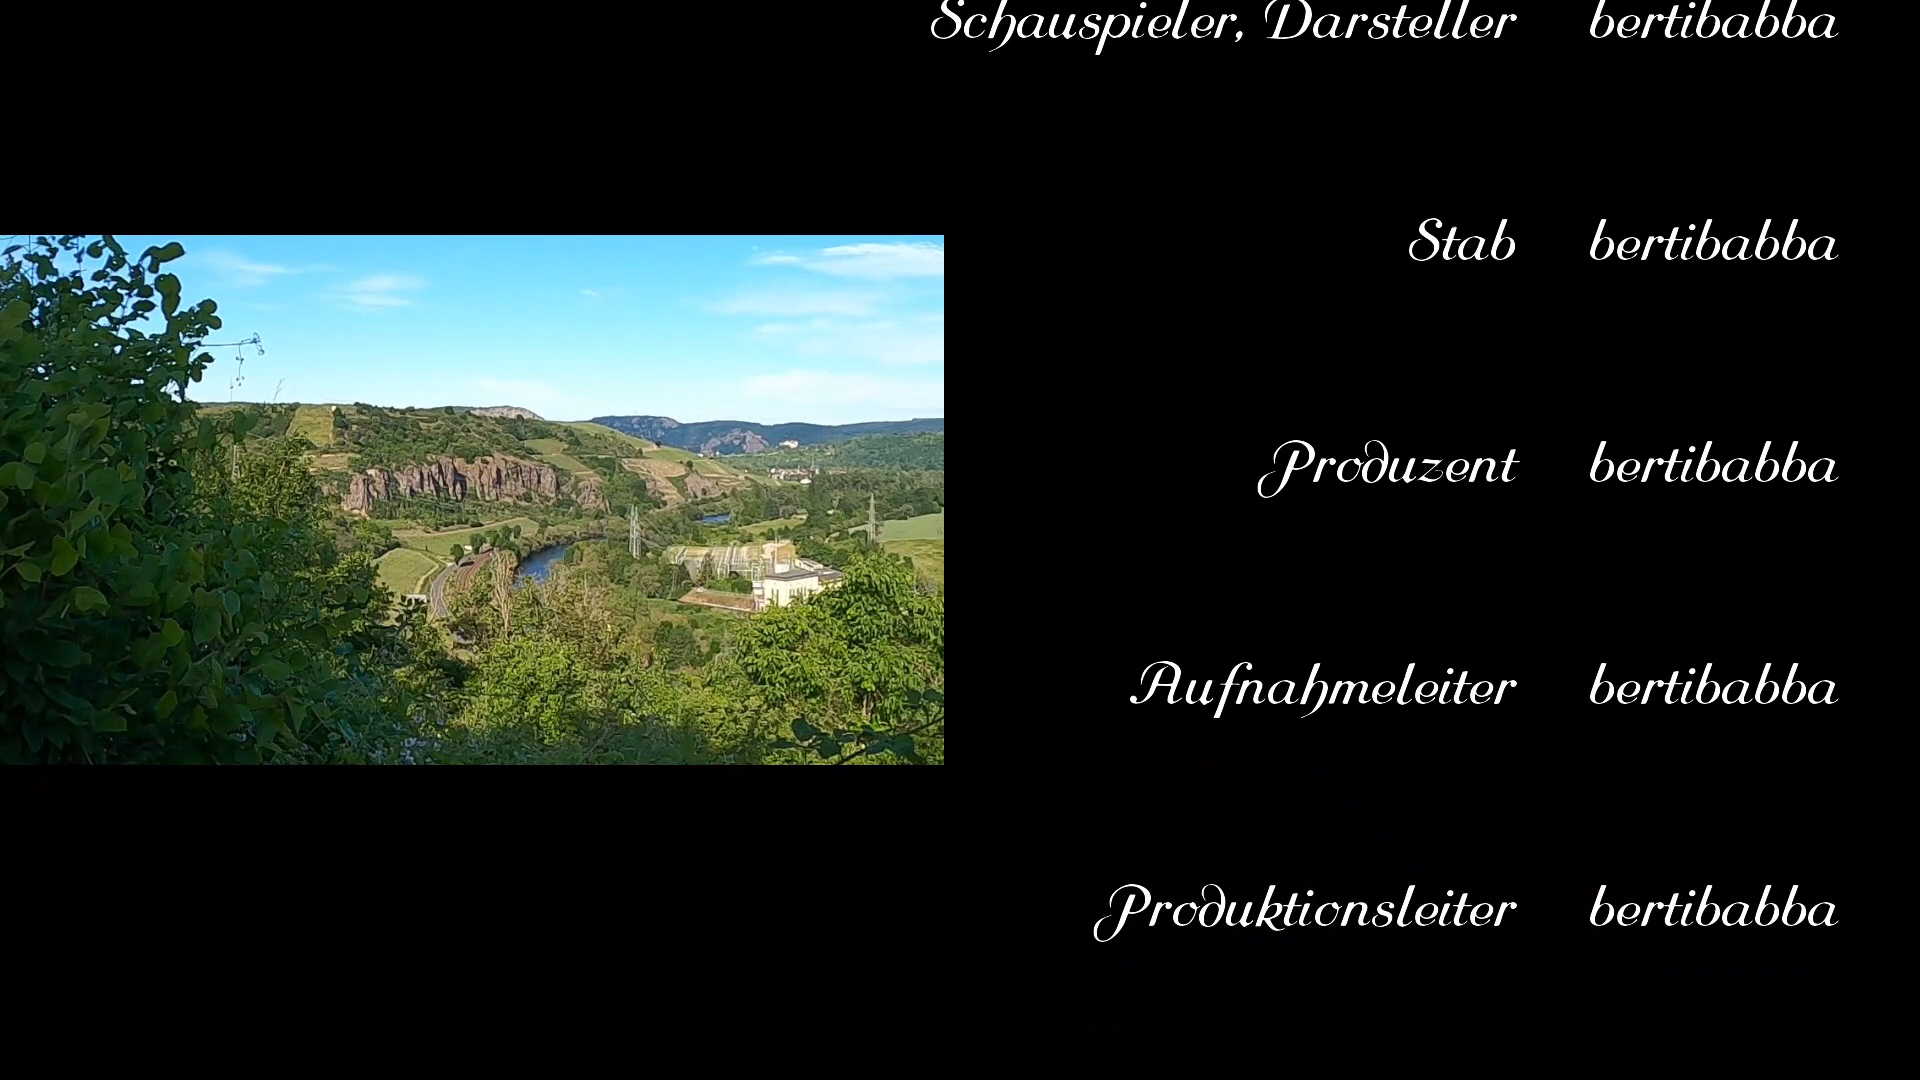 Schauspieler, Darsteller bertibabba
Stab bertibabba
Produzent bertibabba
Aufnahmeleiter bertibabba
Produktionsleiter bertibabba